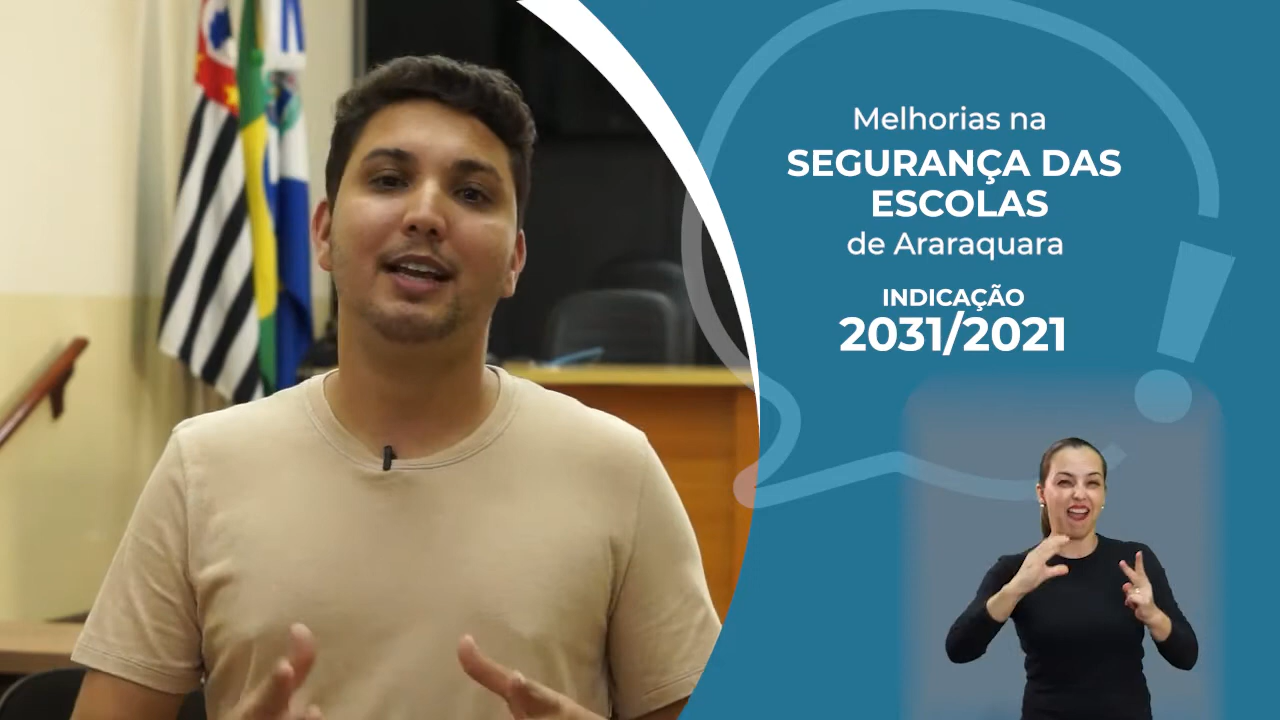 Melhorias na
SEGURANÇA DAS
ESCOLAS
de Araraquara
INDICAÇÃO
2031/2021